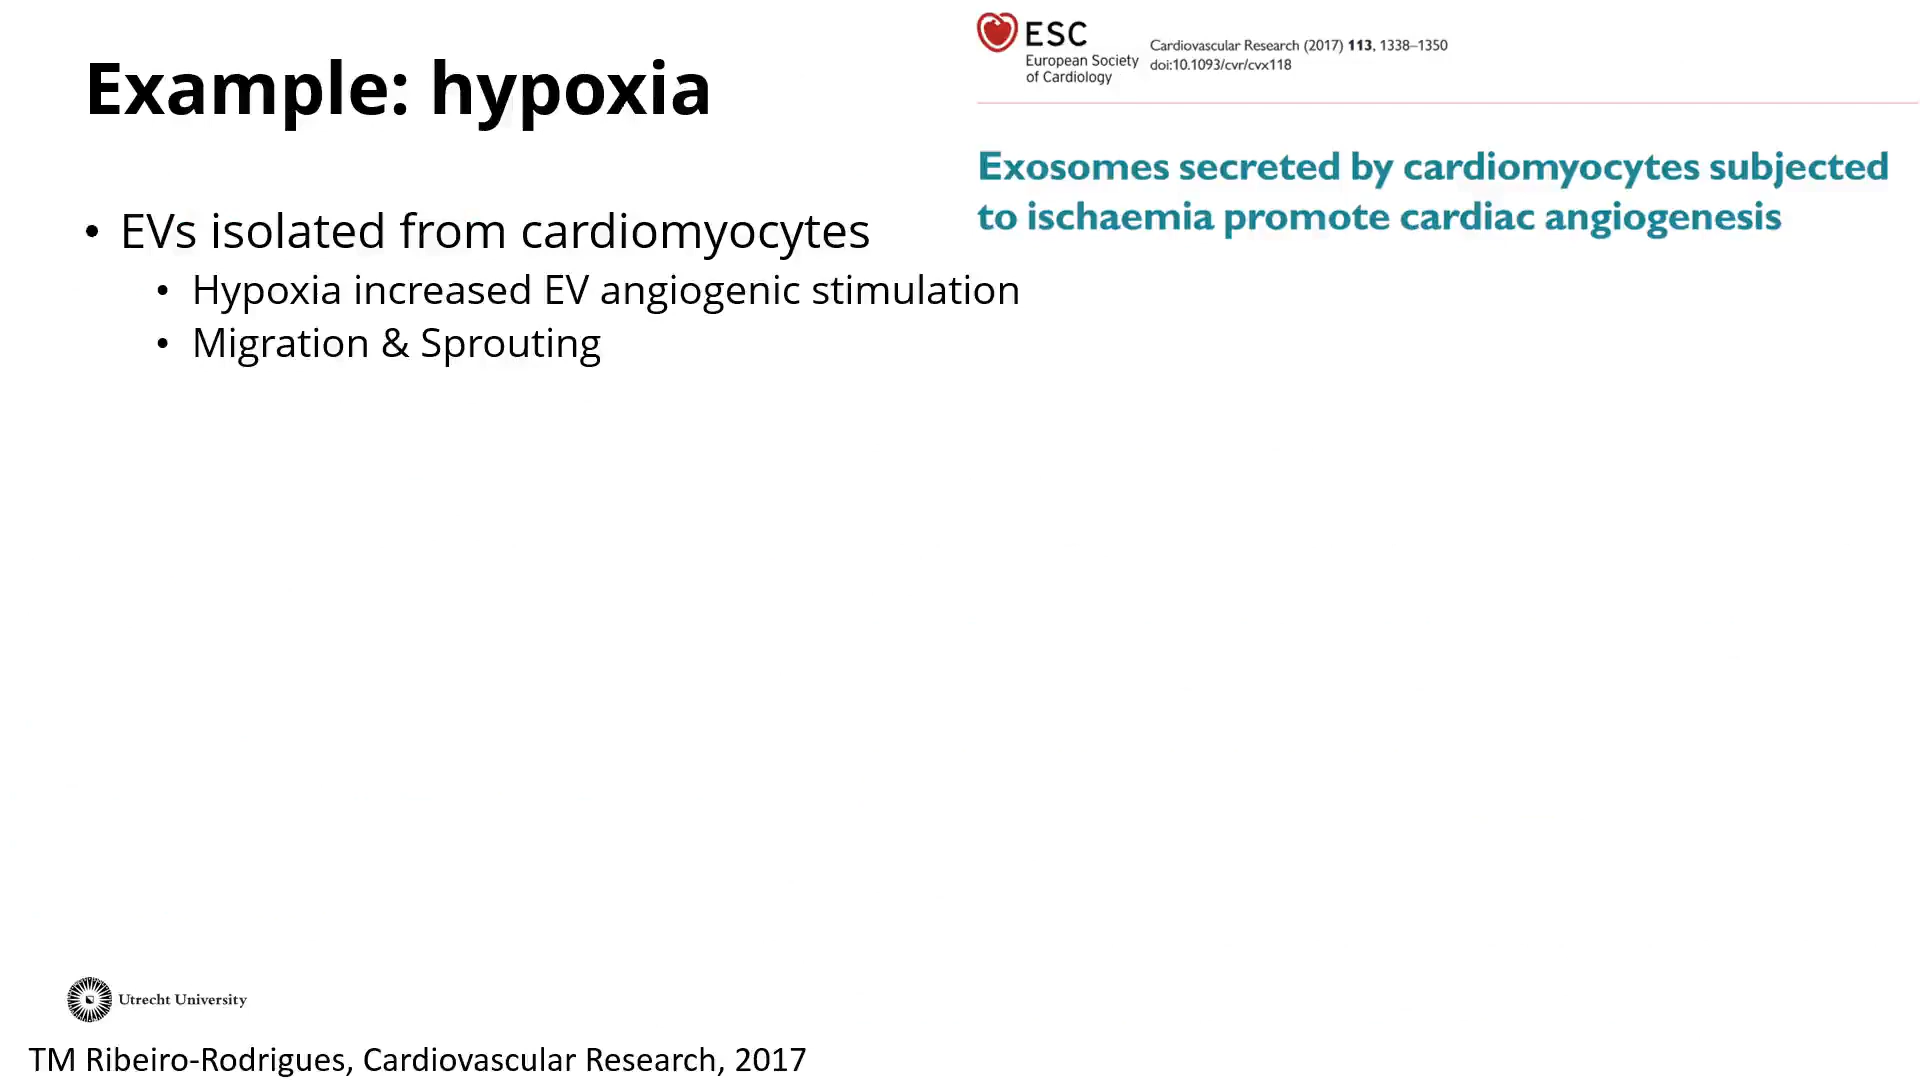 Example: hypoxia
• EVs isolated from cardiomyocytes
• Hypoxia increased EV angiogenic stimulation
• Migration & Sprouting
ESC
European Society
of Cardiology
Cardiovascular Research (2017) 113, 1338–1350
doi:10.1093/cvr/cvx118
Exosomes secreted by cardiomyocytes subjected
to ischaemia promote cardiac angiogenesis
Utrecht University
TM Ribeiro-Rodrigues, Cardiovascular Research, 2017